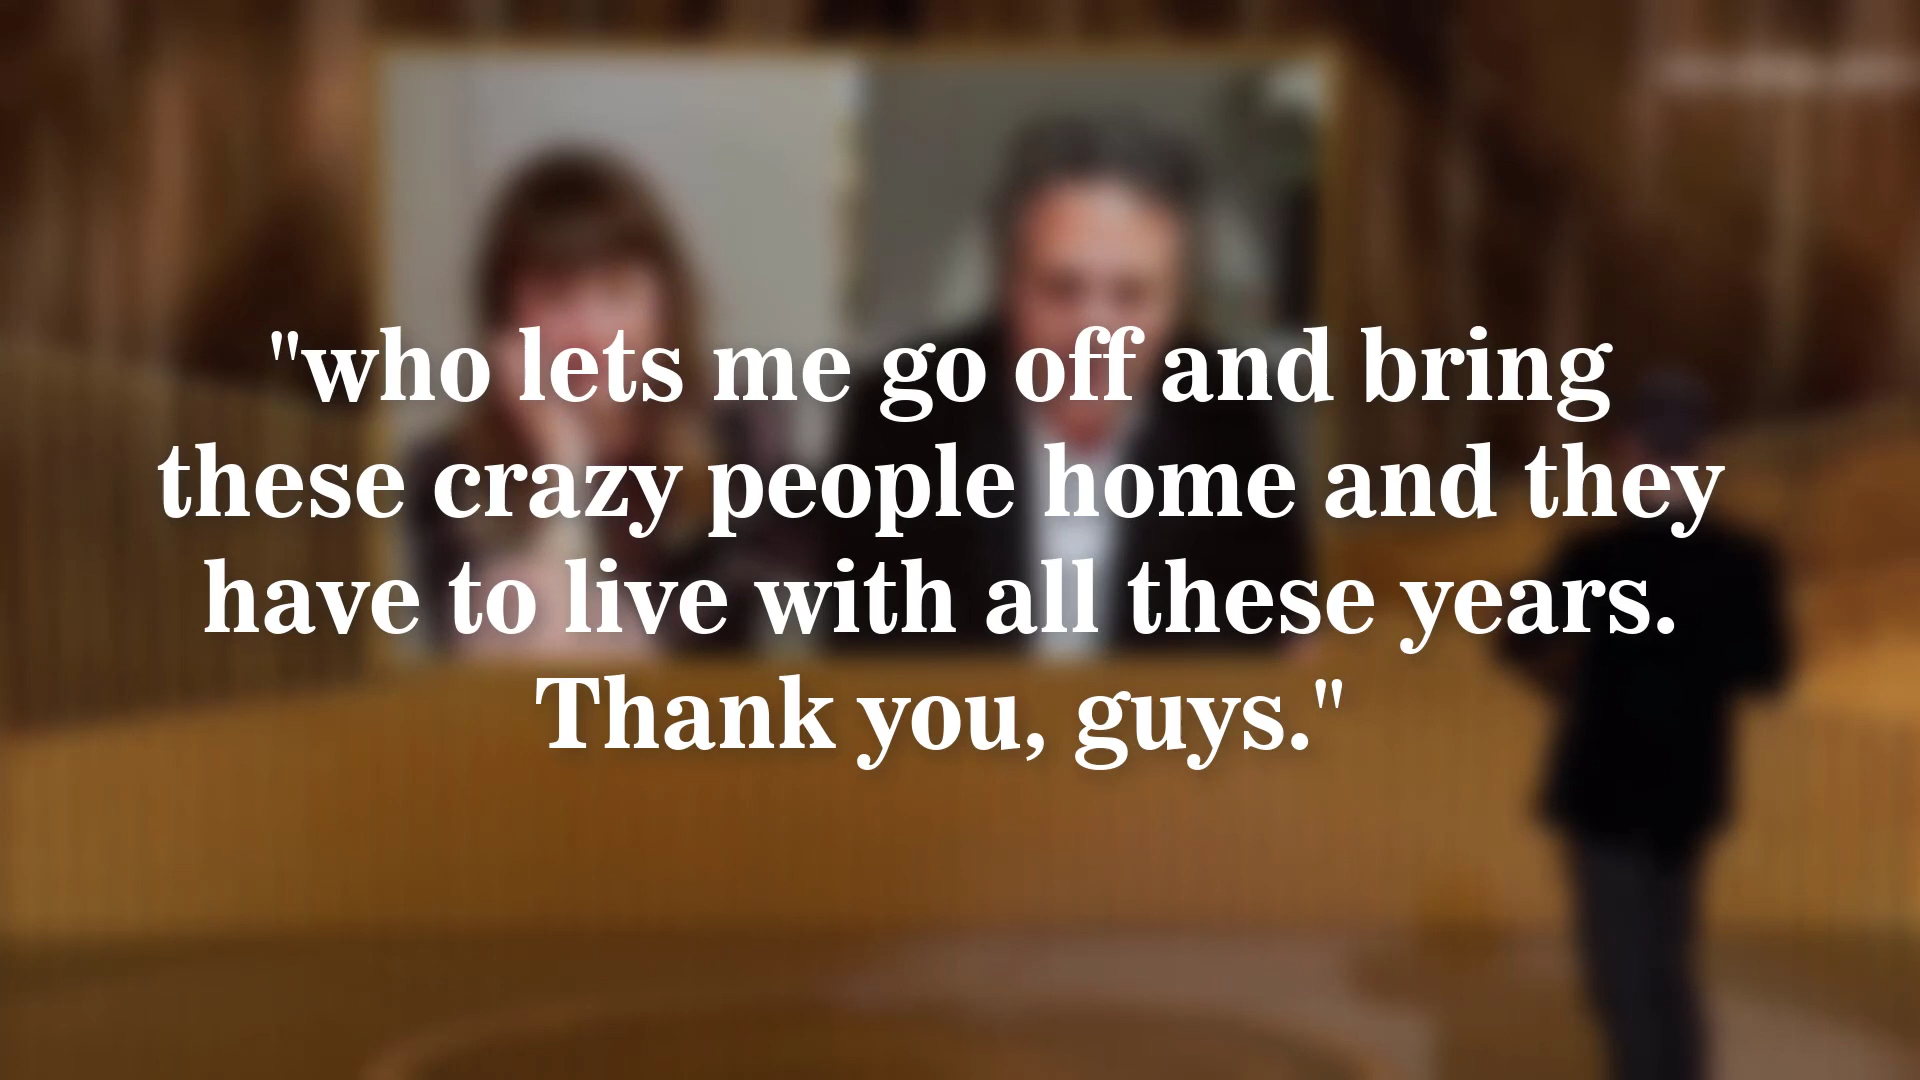 "who lets me go off and bring
these crazy people home and they
have to live with all these years.
Thank you, guys."